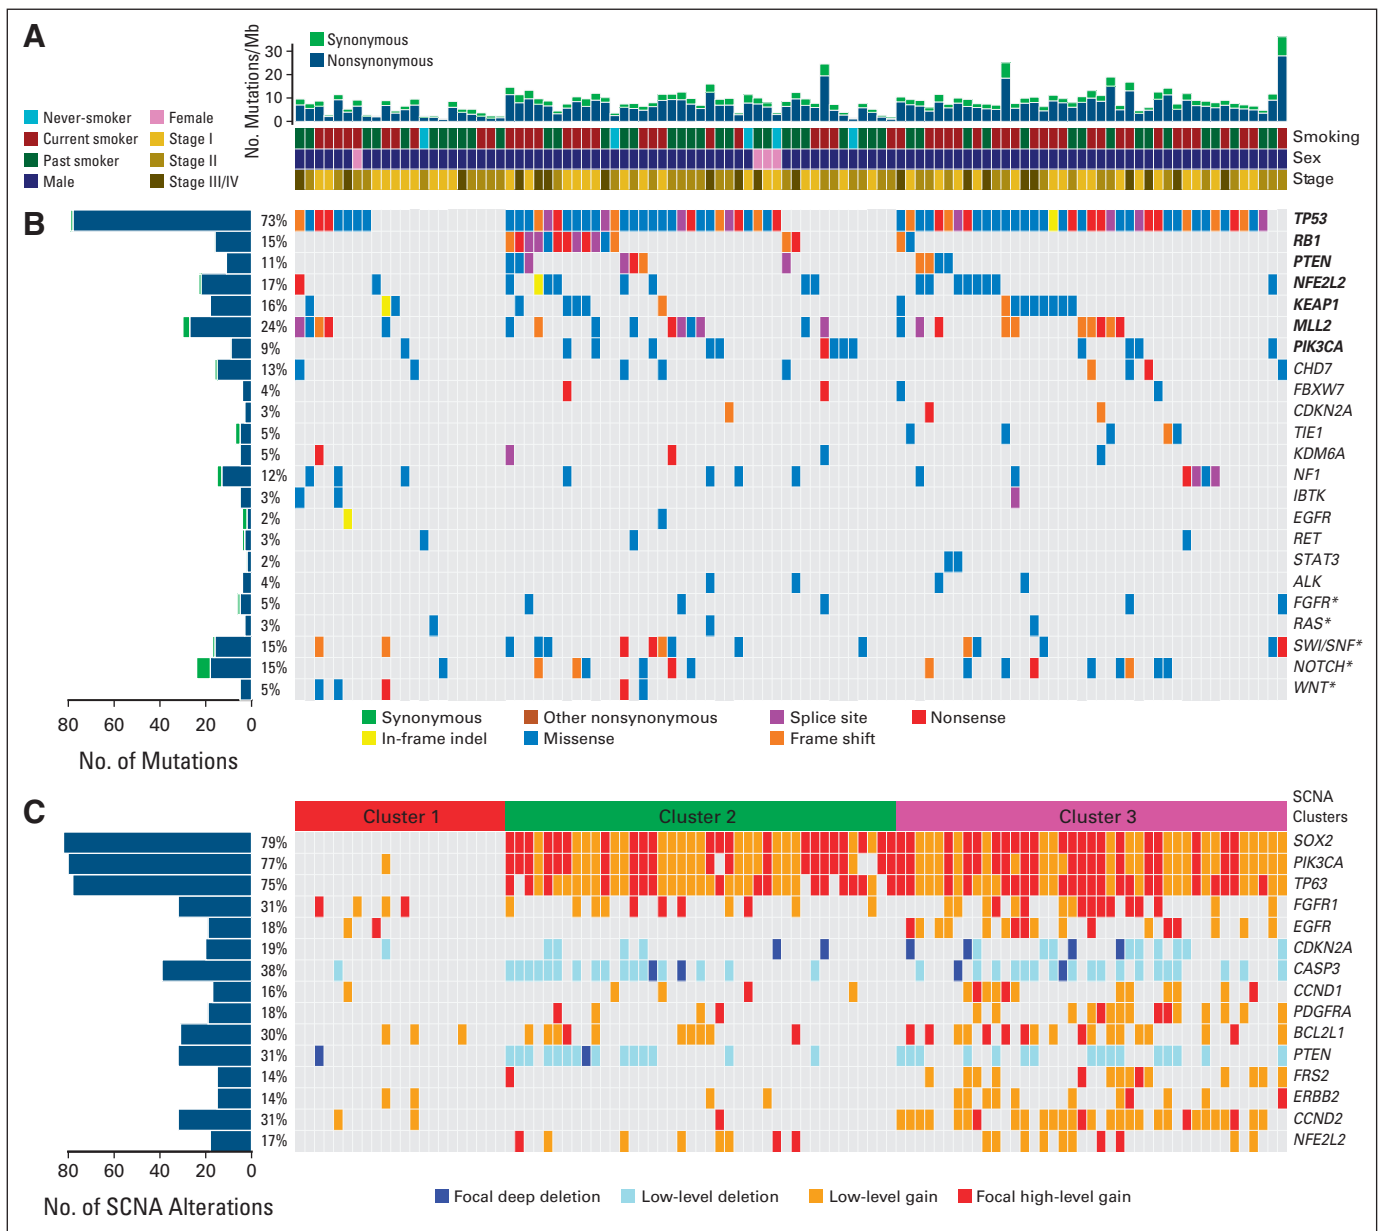 A
No. Mutations/Mb
30
20
10
0
Synonymous
Nonsynonymous
Never-smoker
Female
Current smoker
Stage I
Past smoker
Stage II
Male
Stage III/IV
Smoking
Sex
Stage
B
73% TP53
15% RB1
11% PTEN
17% NFE2L2
16% KEAP1
24% MLL2
9% PIK3CA
13% CHD7
4% FBXW7
3% CDKN2A
5% TIE1
5% KDM6A
12% NF1
3% IBTK
2% EGFR
3% RET
2% STAT3
4% ALK
5% FGFR*
3% RAS*
15% SWI/SNF*
15% NOTCH*
5% WNT*
80 60 40 20 0
No. of Mutations
Synonymous
Other nonsynonymous
Splice site
Nonsense
In-frame indel
Missense
Frame shift
C
Cluster 1
Cluster 2
Cluster 3
SCNA
Clusters
79% SOX2
77% PIK3CA
75% TP63
31% FGFR1
18% EGFR
19% CDKN2A
38% CASP3
16% CCND1
18% PDGFRA
30% BCL2L1
31% PTEN
14% FRS2
14% ERBB2
31% CCND2
17% NFE2L2
80 60 40 20 0
No. of SCNA Alterations
Focal deep deletion
Low-level deletion
Low-level gain
Focal high-level gain